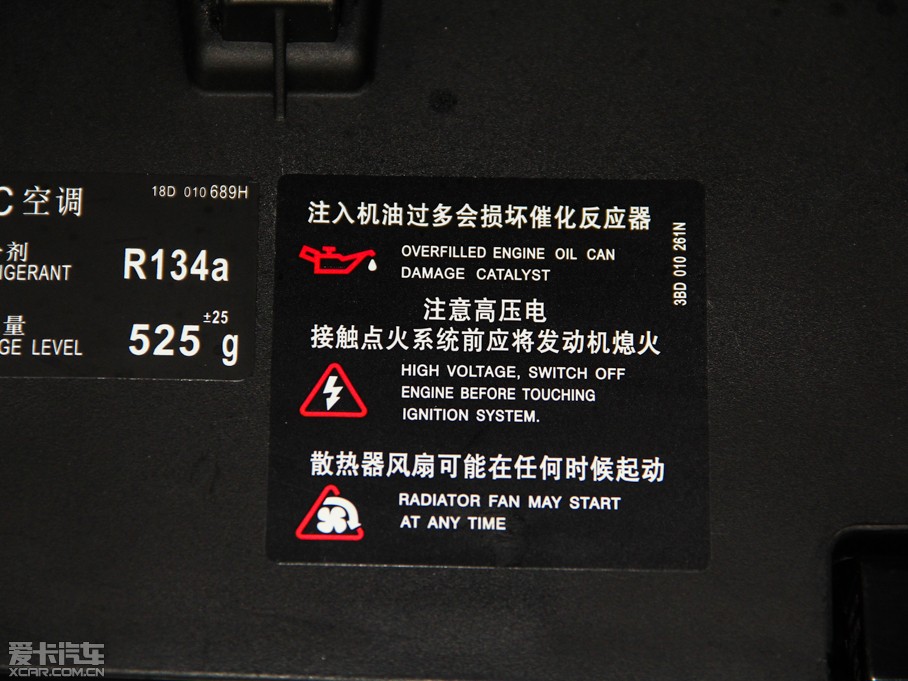 C 空调
18D 010 689H
剂
IGERANT
R134a
量
GE LEVEL
525 ±25 g
注入机油过多会损坏催化反应器
OVERFILLED ENGINE OIL CAN
DAMAGE CATALYST
注意高压电
接触点火系统前应将发动机熄火
HIGH VOLTAGE, SWITCH OFF
ENGINE BEFORE TOUCHING
IGNITION SYSTEM.
散热器风扇可能在任何时候起动
RADIATOR FAN MAY START
AT ANY TIME
3BD 010 261N
爱卡汽车
XCAR.COM.CN